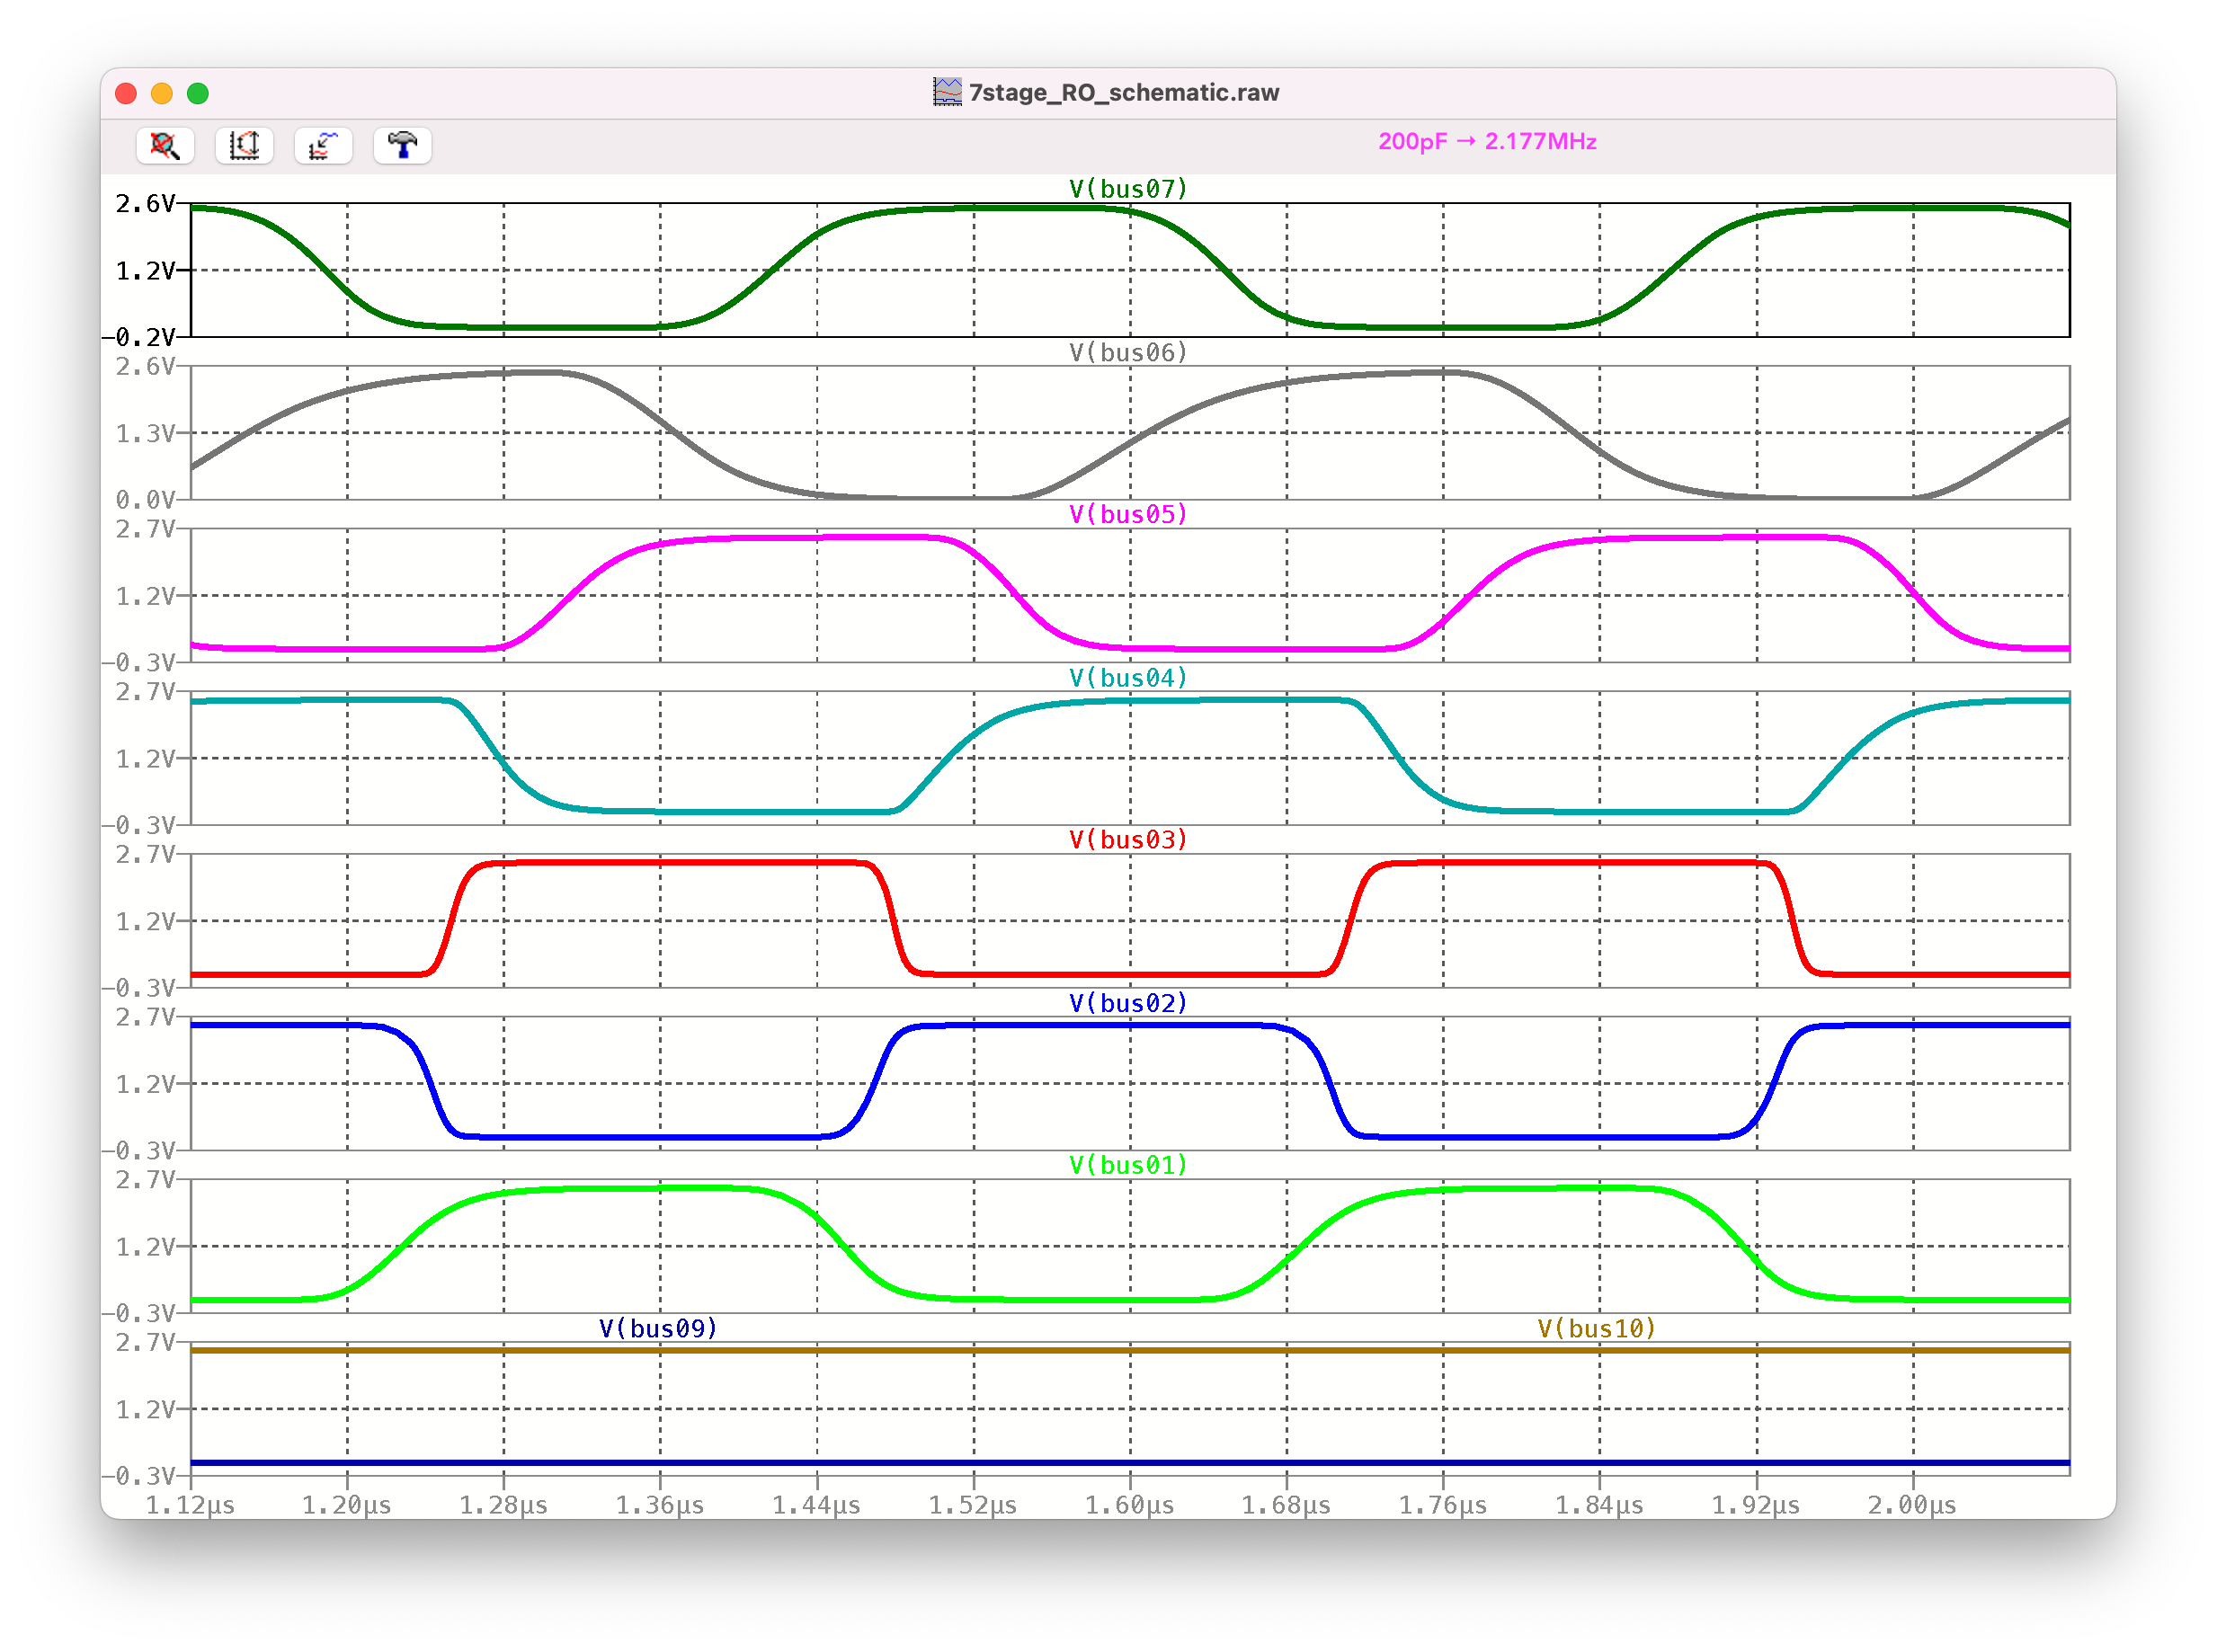 7stage_RO_schematic.raw
200pF → 2.177MHz
V(bus07)
2.6V
1.2V
-0.2V
V(bus06)
2.6V
1.3V
0.0V
V(bus05)
2.7V
1.2V
-0.3V
V(bus04)
2.7V
1.2V
-0.3V
V(bus03)
2.7V
1.2V
-0.3V
V(bus02)
2.7V
1.2V
-0.3V
V(bus01)
2.7V
1.2V
-0.3V
V(bus09) V(bus10)
2.7V
1.2V
-0.3V
1.12µs 1.20µs 1.28µs 1.36µs 1.44µs 1.52µs 1.60µs 1.68µs 1.76µs 1.84µs 1.92µs 2.00µs